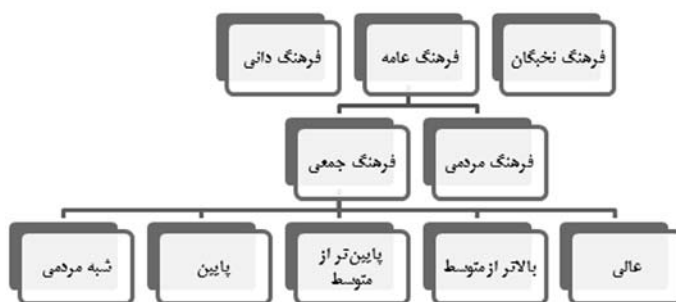 فرهنگ نخبگان
فرهنگ عامه
فرهنگ دانی
فرهنگ مردمی
فرهنگ جمعی
عالی
بالاتر از متوسط
پایین‌تر از
متوسط
پایین
شبه مردمی